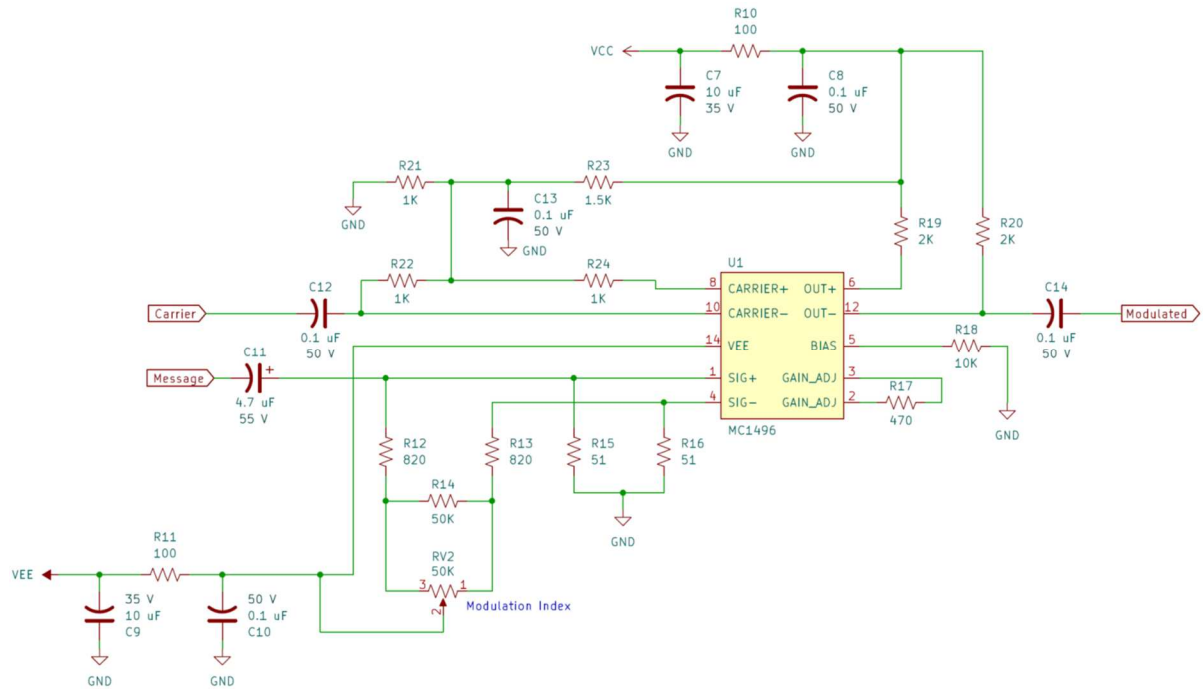 R10
100
VCC
C7
10 uF
35 V
C8
0.1 uF
50 V
GND
GND
R21
1K
R23
1.5K
GND
C13
0.1 uF
50 V
GND
R19
2K
R20
2K
R22
1K
R24
1K
U1
8 CARRIER+ OUT+ 6
10 CARRIER- OUT- 12
14 VEE BIAS 5
1 SIG+ GAIN_ADJ 3
4 SIG- GAIN_ADJ 2
MC1496
Carrier
C12
0.1 uF
50 V
C14
0.1 uF
50 V
Modulated
Message
C11
+
4.7 uF
55 V
R18
10K
GND
R17
470
R12
820
R13
820
R15
51
R16
51
GND
R14
50K
RV2
50K
3 1
2
Modulation Index
R11
100
VEE
35 V
10 uF
C9
50 V
0.1 uF
C10
GND
GND